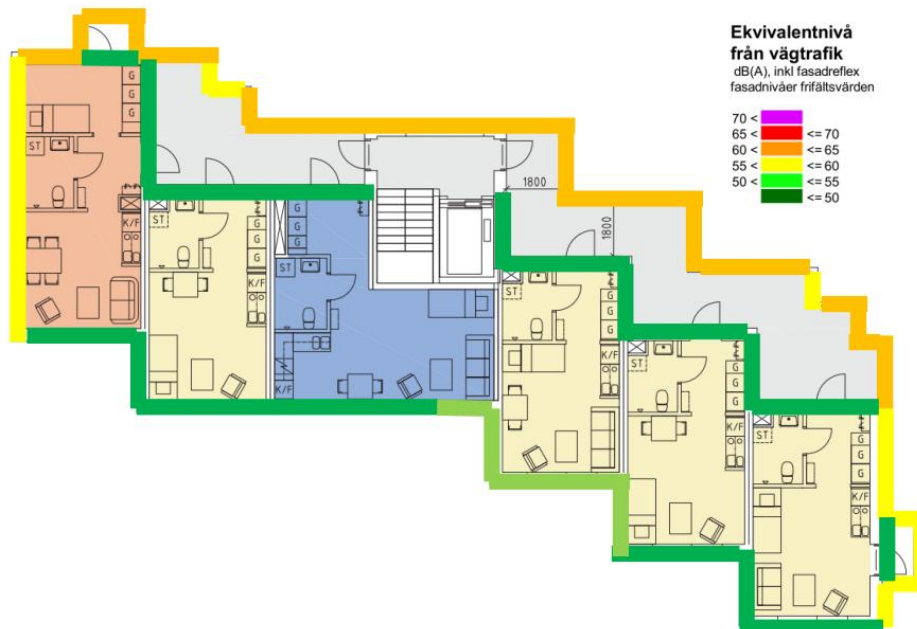 Ekvivalentnivå
från vägtrafik
dB(A), inkl fasadreflex
fasadnivåer frifältsvärden
70 <
65 < <= 70
60 < <= 65
55 < <= 60
50 < <= 55
<= 50
G
G
G
ST
K/F
ST
G
G
G
K/F
G
G
G
ST
K/F
1800
1800
ST
G
G
G
K/F
ST
G
G
G
K/F
ST
G
G
G
K/F